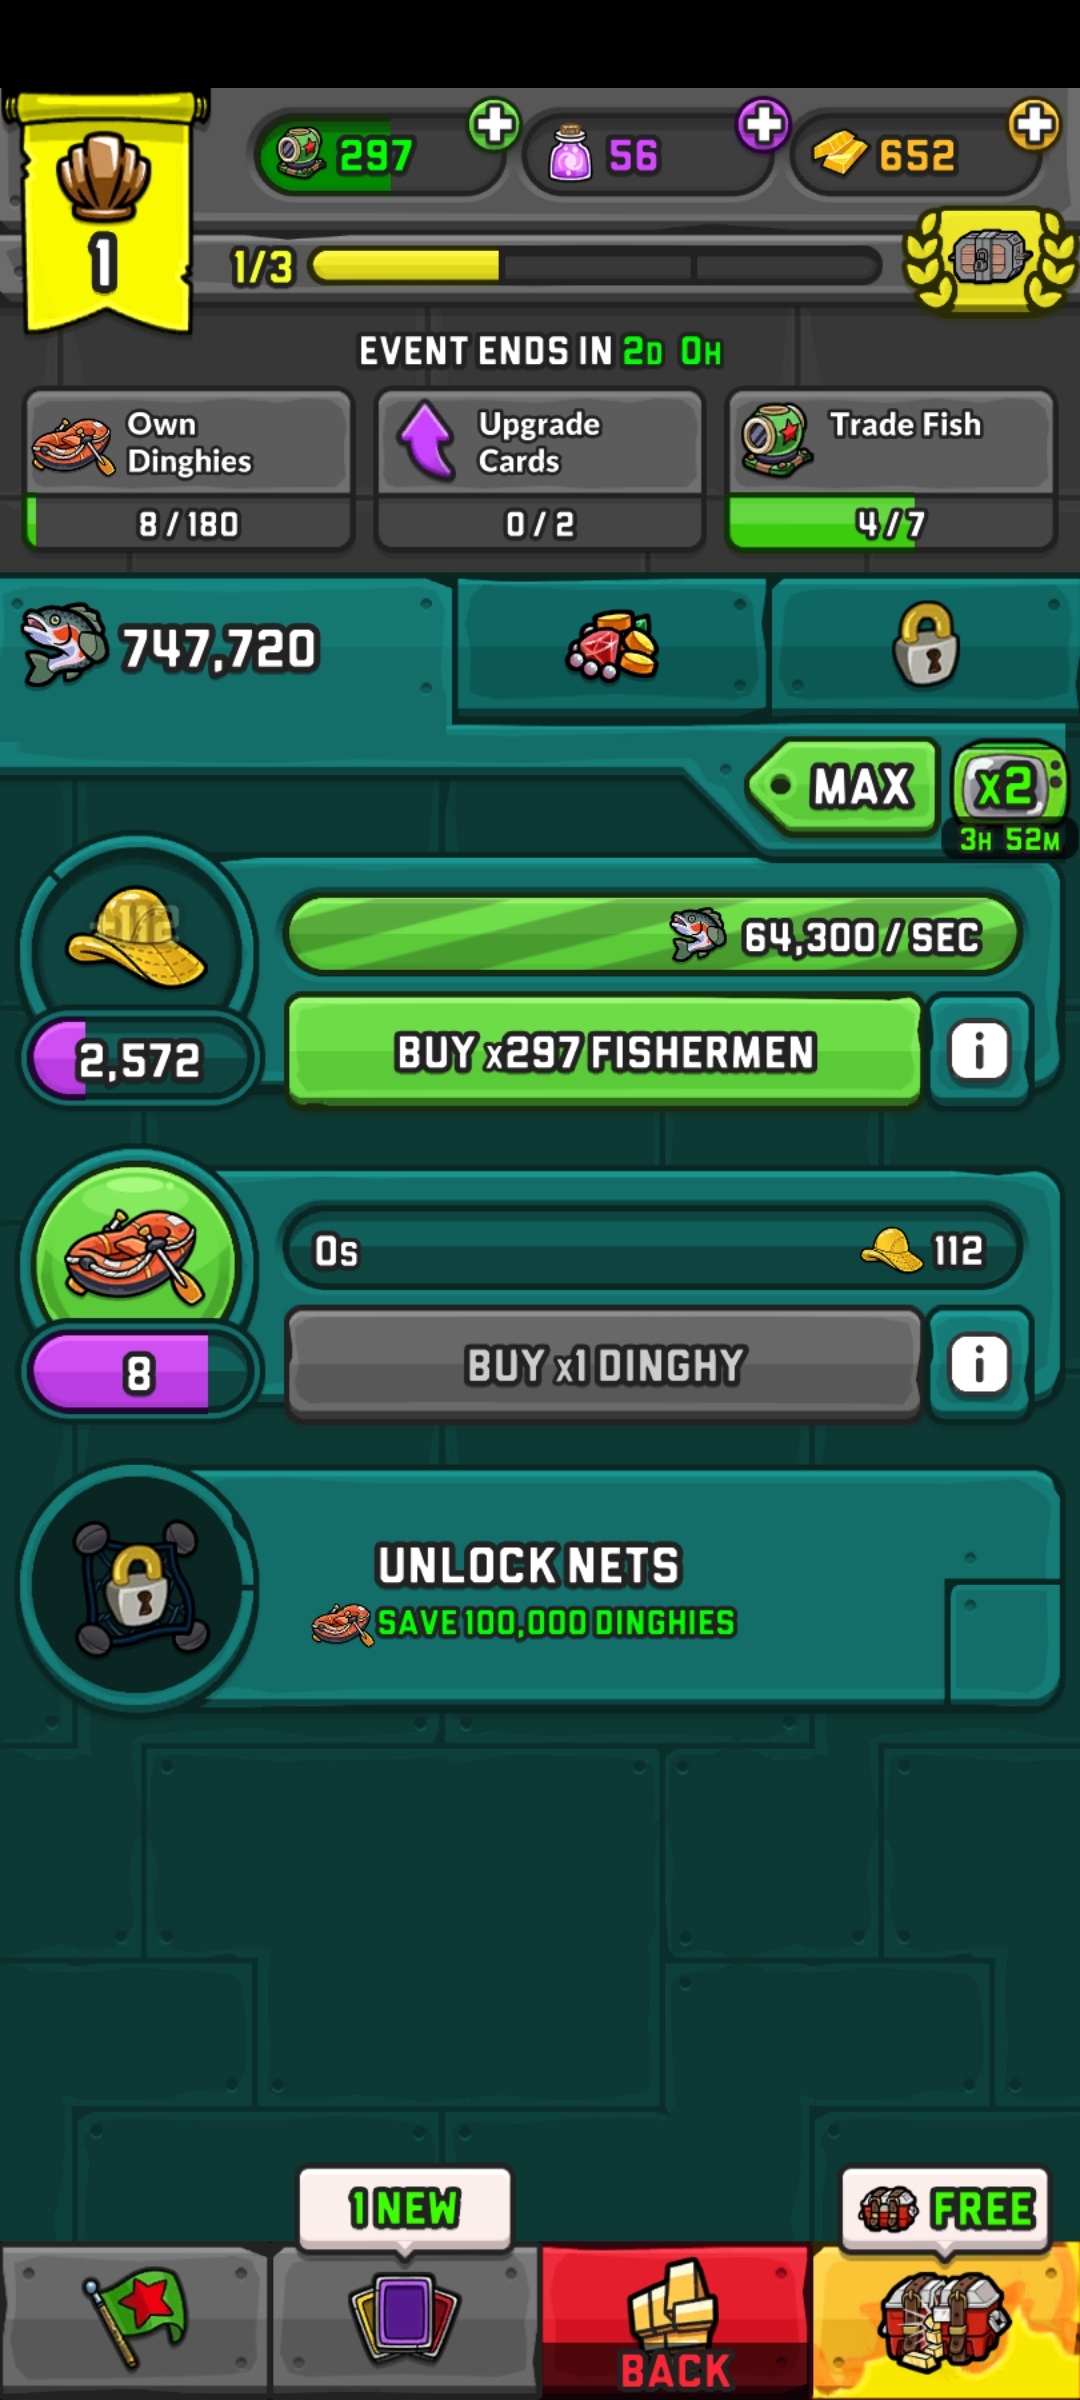 297
56
652
1
1/3
EVENT ENDS IN 2D 0H
Own
Dinghies
8 / 180
Upgrade
Cards
0 / 2
Trade Fish
4 / 7
747,720
MAX
x2
3H 52M
+112
64,300 / SEC
2,572
BUY x297 FISHERMEN
i
0s
112
8
BUY x1 DINGHY
i
UNLOCK NETS
SAVE 100,000 DINGHIES
1 NEW
FREE
BACK